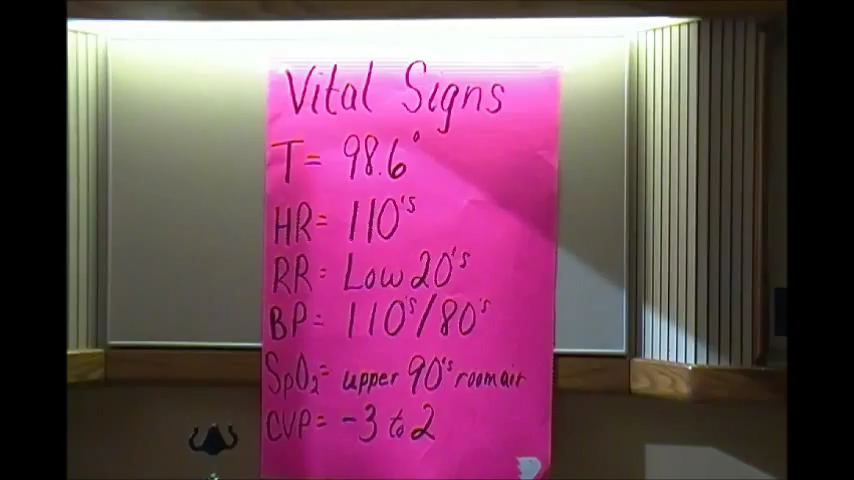 Vital Signs
T= 98.6°
HR= 110's
RR= Low 20's
BP= 110's/80's
SpO₂= upper 90's room air
CVP= -3 to 2